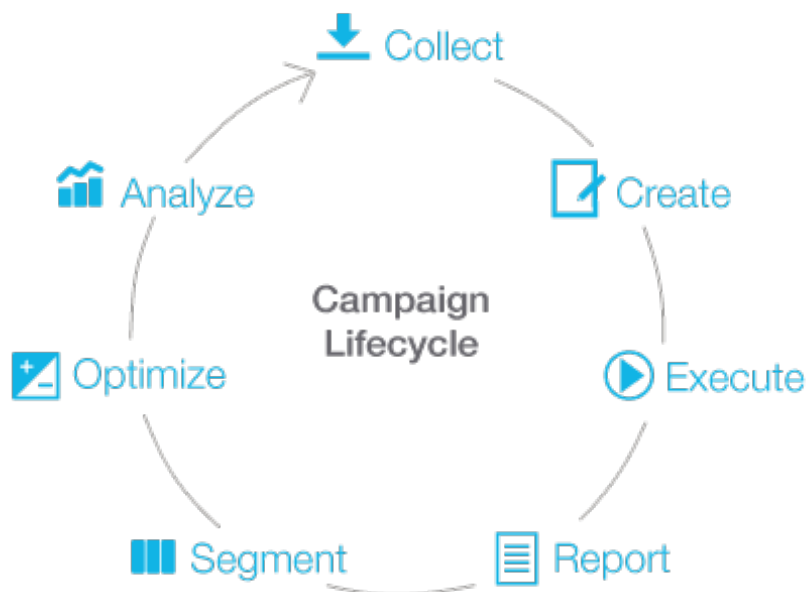 Collect
Create
Execute
Report
Segment
Optimize
Analyze
Campaign
Lifecycle